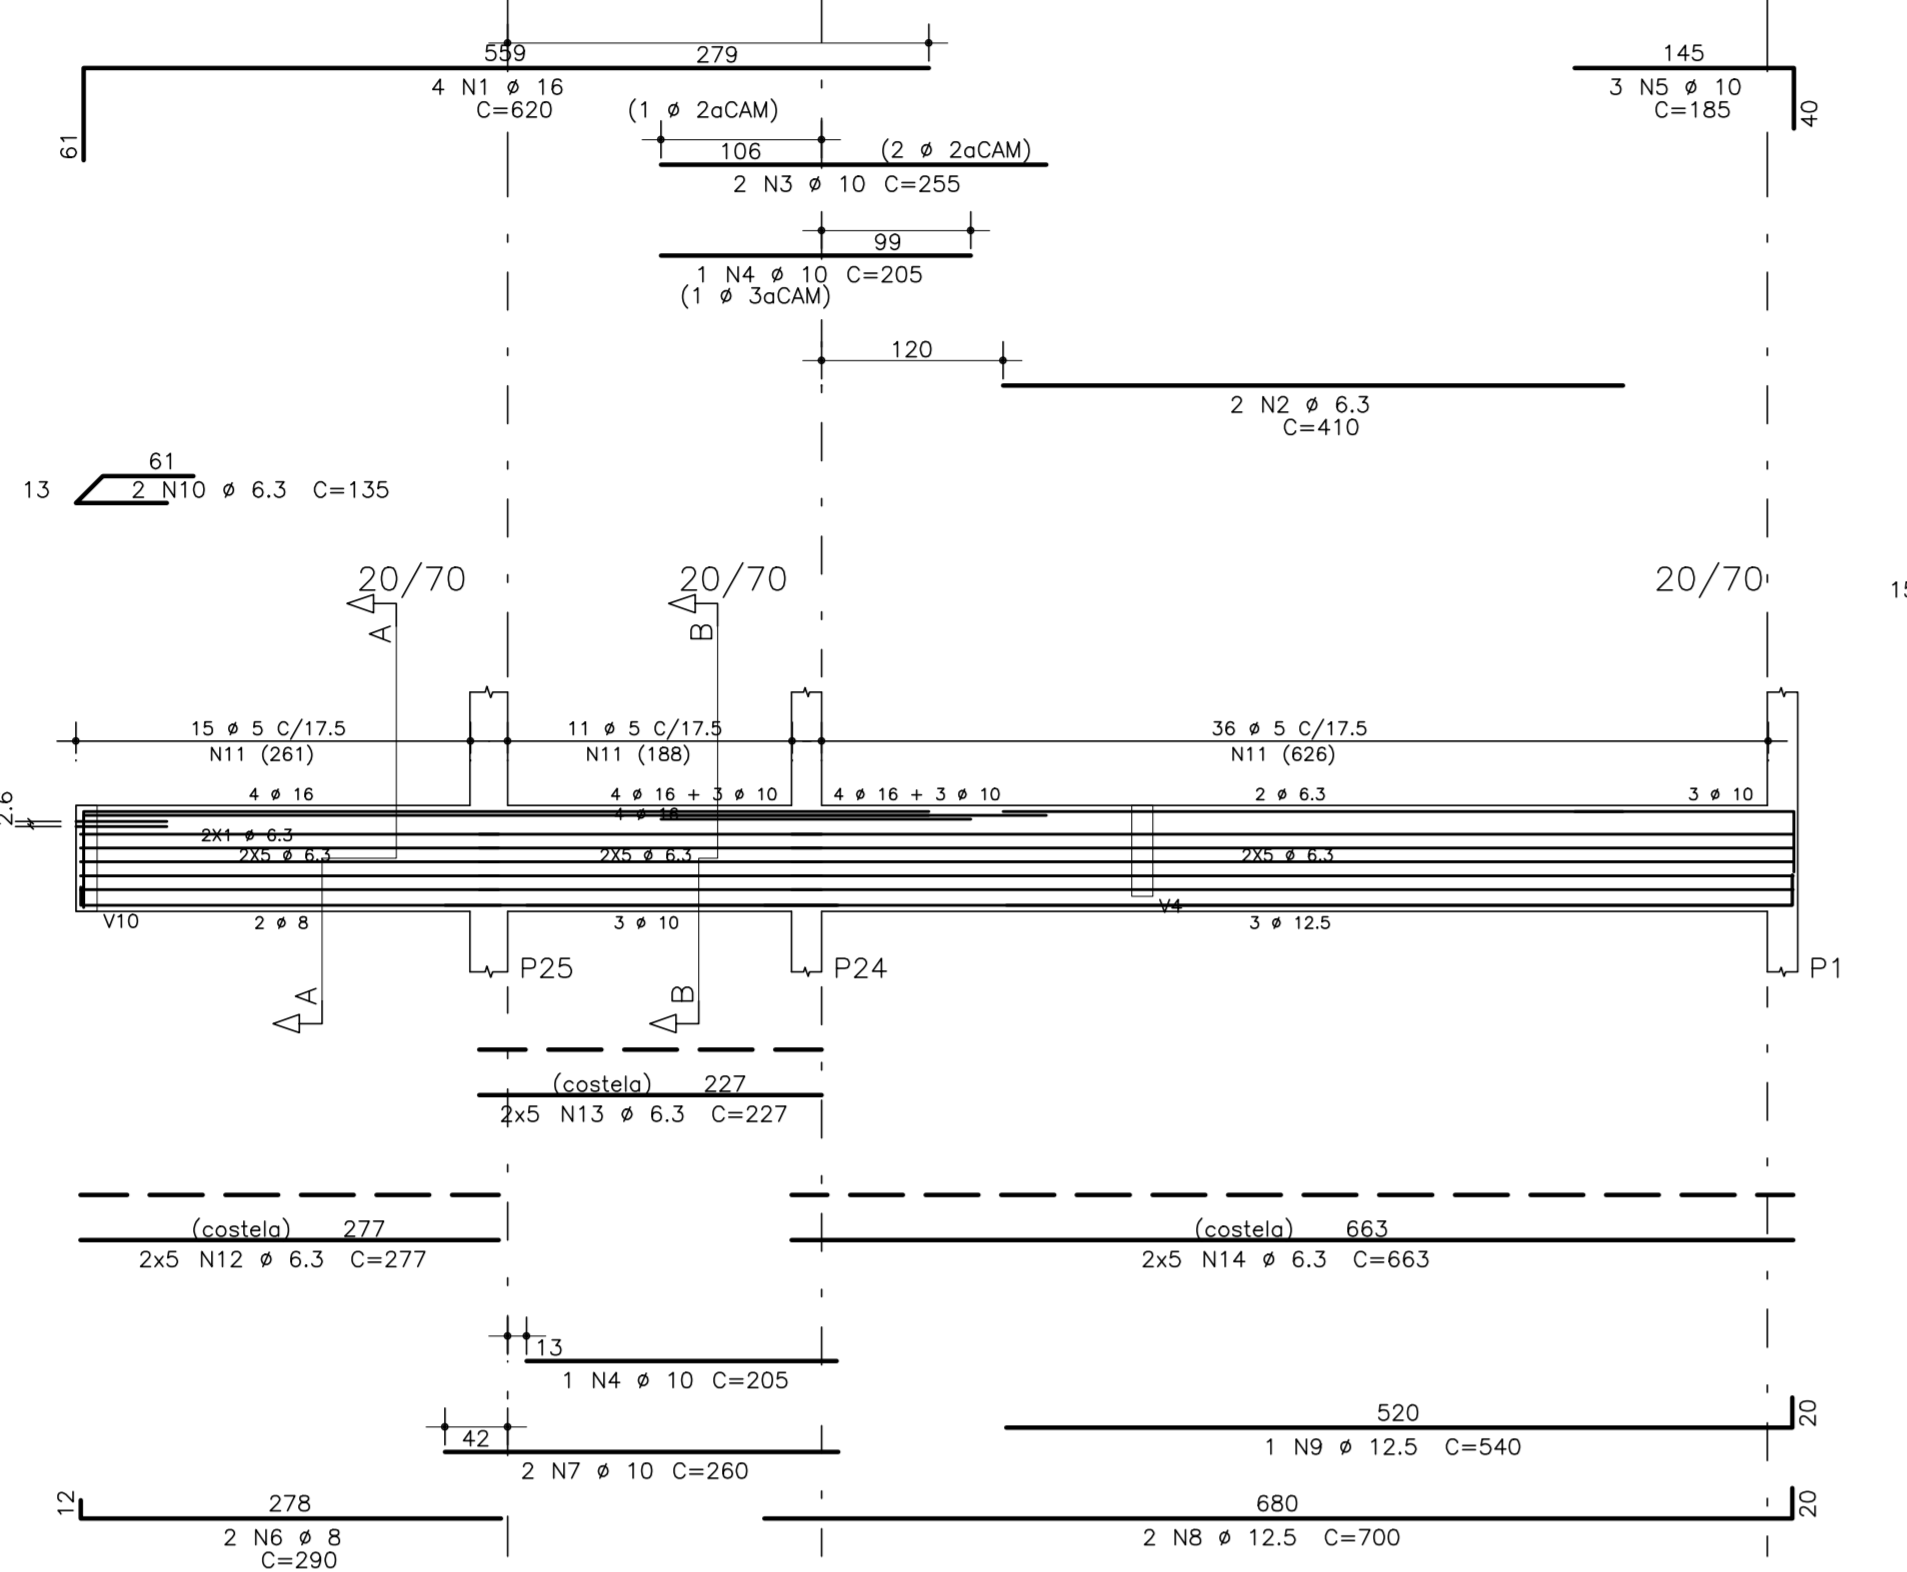 559 279 145
4 N1 ø 16
C=620
61
3 N5 ø 10
C=185
40
(1 ø 2aCAM)
106 (2 ø 2aCAM)
2 N3 ø 10 C=255
99
1 N4 ø 10 C=205
(1 ø 3aCAM)
120
2 N2 ø 6.3
C=410
61
13 2 N10 ø 6.3 C=135
20/70 20/70 20/70
15
A B
15 ø 5 C/17.5 11 ø 5 C/17.5 36 ø 5 C/17.5
N11 (261) N11 (188) N11 (626)
4 ø 16 4 ø 16 + 3 ø 10 4 ø 16 + 3 ø 10 2 ø 6.3 3 ø 10
4 ø 16
2.6
2X1 ø 6.3
2X5 ø 6.3 2X5 ø 6.3 2X5 ø 6.3
V10 2 ø 8 3 ø 10 V4 3 ø 12.5
P25 P24 P1
A B
(costela) 227
2x5 N13 ø 6.3 C=227
(costela) 277 (costela) 663
2x5 N12 ø 6.3 C=277 2x5 N14 ø 6.3 C=663
13
1 N4 ø 10 C=205
520 20
1 N9 ø 12.5 C=540
42
2 N7 ø 10 C=260
12 278 680 20
2 N6 ø 8
C=290
2 N8 ø 12.5 C=700